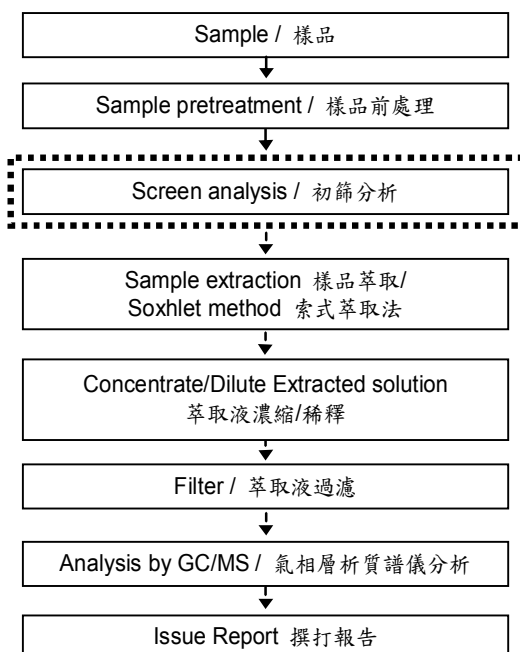 Sample / 樣品
Sample pretreatment / 樣品前處理
Screen analysis / 初篩分析
Sample extraction 樣品萃取/
Soxhlet method 索式萃取法
Concentrate/Dilute Extracted solution
萃取液濃縮/稀釋
Filter / 萃取液過濾
Analysis by GC/MS / 氣相層析質譜儀分析
Issue Report 撰打報告